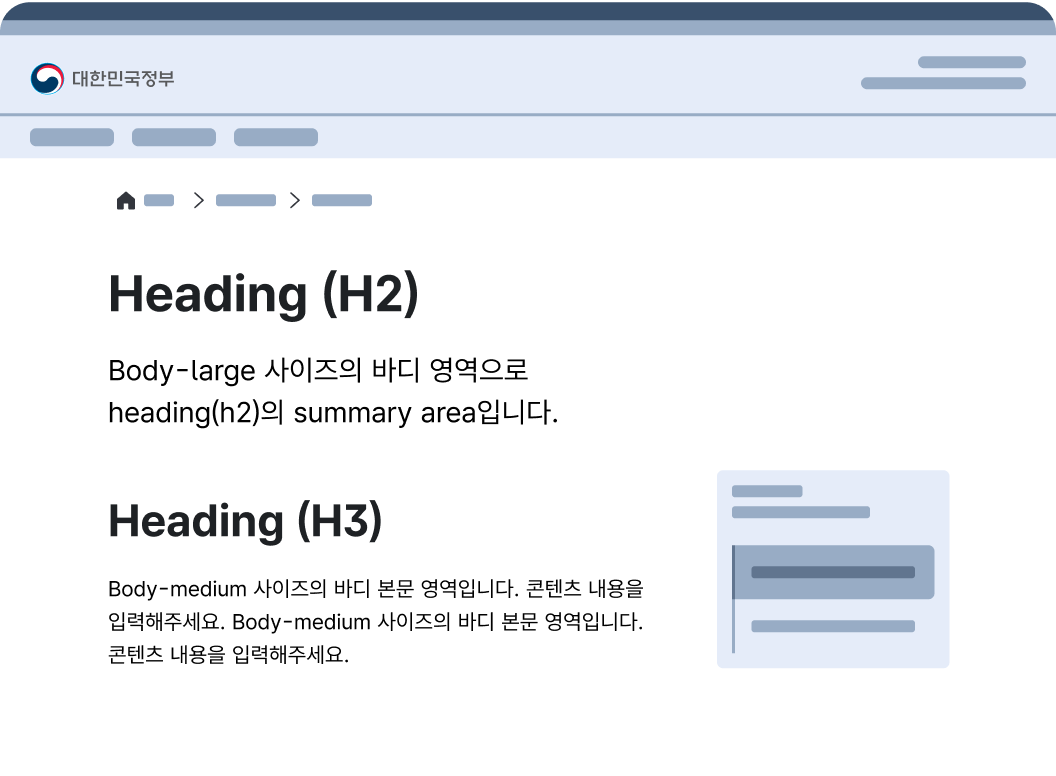 대한민국정부
Heading (H2)
Body-large 사이즈의 바디 영역으로
heading(h2)의 summary area입니다.
Heading (H3)
Body-medium 사이즈의 바디 본문 영역입니다. 콘텐츠 내용을
입력해주세요. Body-medium 사이즈의 바디 본문 영역입니다.
콘텐츠 내용을 입력해주세요.